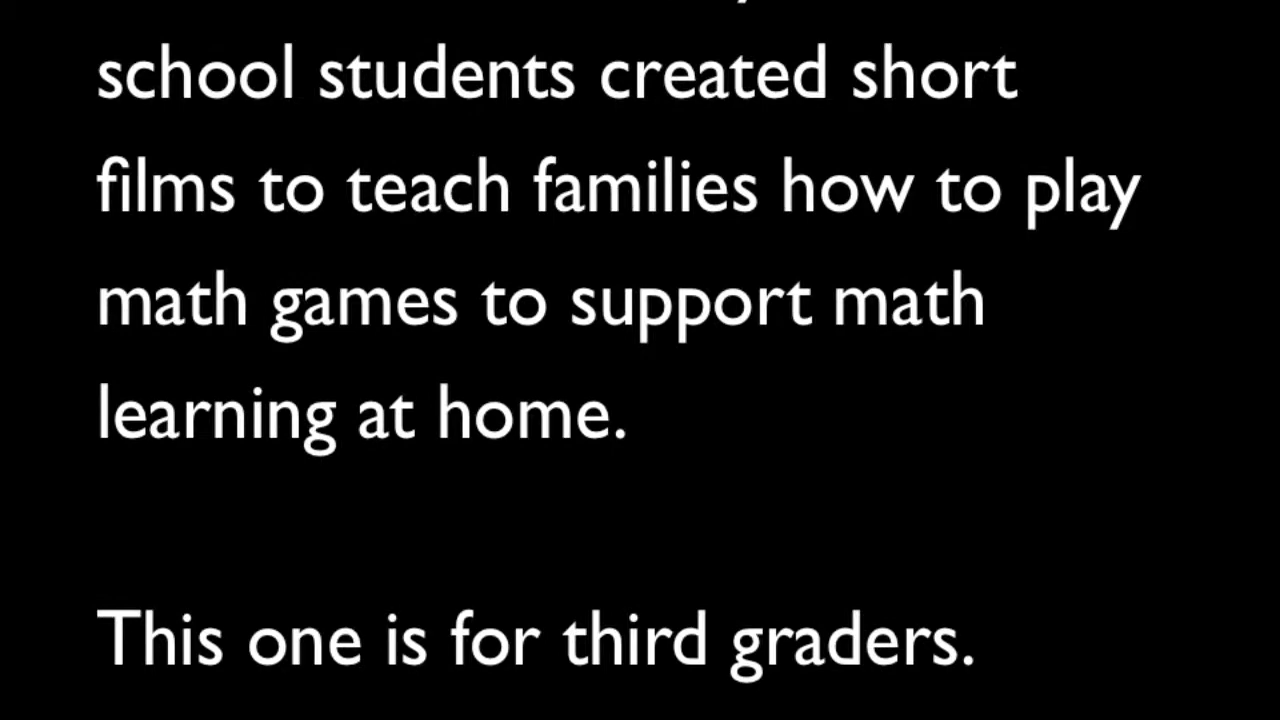 school students created short
films to teach families how to play
math games to support math
learning at home.
This one is for third graders.